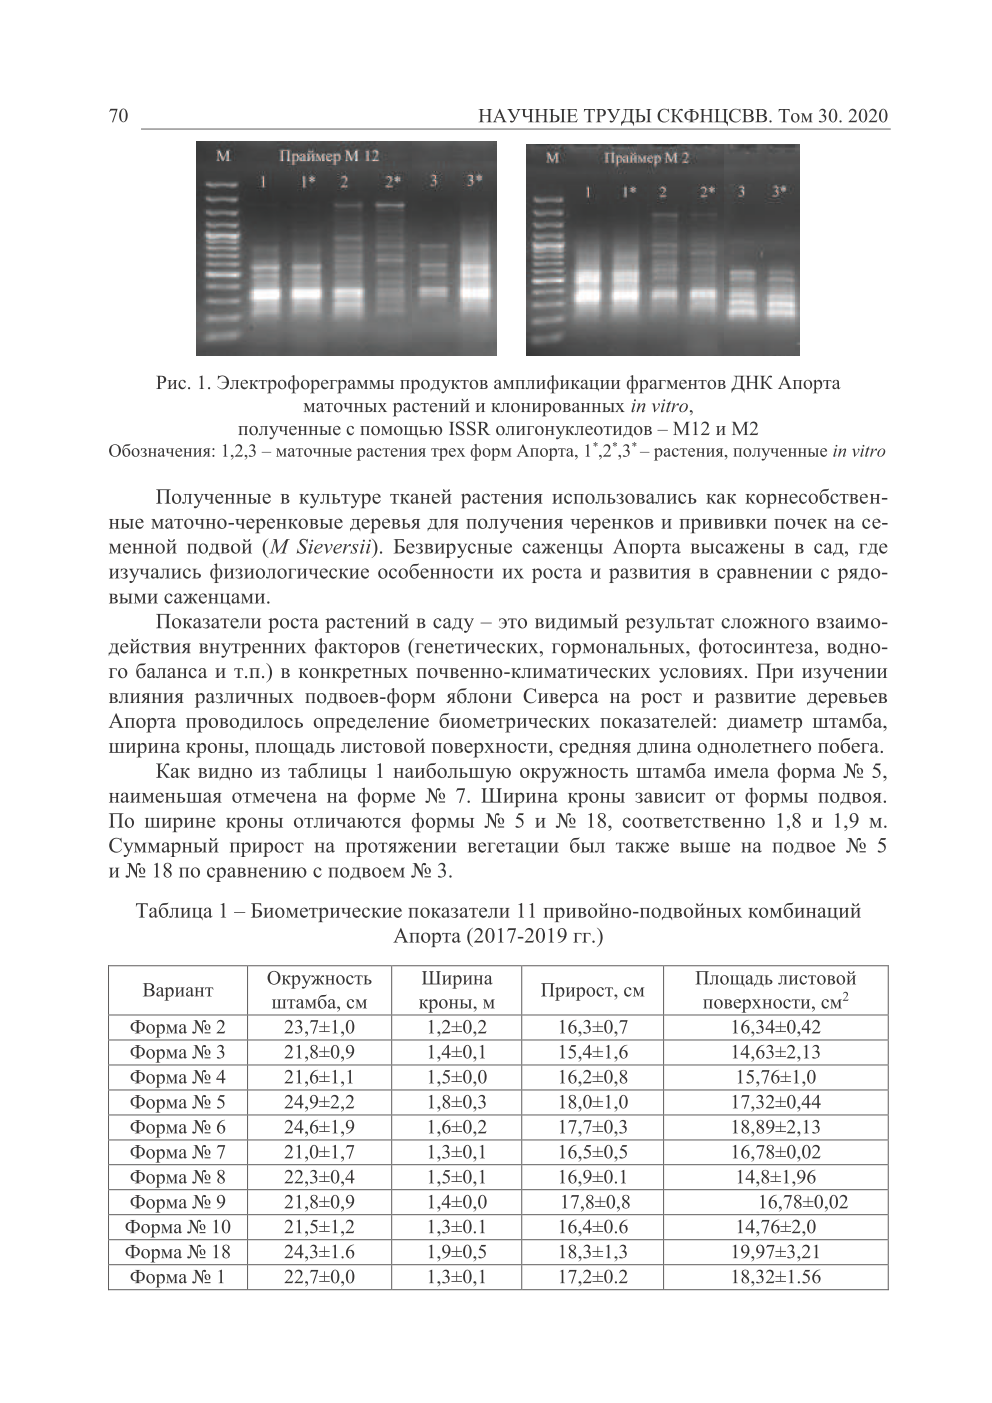 70 НАУЧНЫЕ ТРУДЫ СКФНЦСВВ. Том 30. 2020
М Праймер М 12
1 1* 2 2* 3 3*
М Праймер М 2
1 1* 2 2* 3 3*
Рис. 1. Электрофореграммы продуктов амплификации фрагментов ДНК Апорта
маточных растений и клонированных in vitro,
полученные с помощью ISSR олигонуклеотидов – М12 и М2
Обозначения: 1,2,3 – маточные растения трех форм Апорта, 1*,2*,3* – растения, полученные in vitro
Полученные в культуре тканей растения использовались как корнесобствен-
ные маточно-черенковые деревья для получения черенков и прививки почек на се-
менной подвой (M Sieversii). Безвирусные саженцы Апорта высажены в сад, где
изучались физиологические особенности их роста и развития в сравнении с рядо-
выми саженцами.
Показатели роста растений в саду – это видимый результат сложного взаимо-
действия внутренних факторов (генетических, гормональных, фотосинтеза, водно-
го баланса и т.п.) в конкретных почвенно-климатических условиях. При изучении
влияния различных подвоев-форм яблони Сиверса на рост и развитие деревьев
Апорта проводилось определение биометрических показателей: диаметр штамба,
ширина кроны, площадь листовой поверхности, средняя длина однолетнего побега.
Как видно из таблицы 1 наибольшую окружность штамба имела форма № 5,
наименьшая отмечена на форме № 7. Ширина кроны зависит от формы подвоя.
По ширине кроны отличаются формы № 5 и № 18, соответственно 1,8 и 1,9 м.
Суммарный прирост на протяжении вегетации был также выше на подвое № 5
и № 18 по сравнению с подвоем № 3.
Таблица 1 – Биометрические показатели 11 привойно-подвойных комбинаций
Апорта (2017-2019 гг.)
Вариант Окружность штамба, см Ширина кроны, м Прирост, см Площадь листовой поверхности, см2
Форма № 2 23,7±1,0 1,2±0,2 16,3±0,7 16,34±0,42
Форма № 3 21,8±0,9 1,4±0,1 15,4±1,6 14,63±2,13
Форма № 4 21,6±1,1 1,5±0,0 16,2±0,8 15,76±1,0
Форма № 5 24,9±2,2 1,8±0,3 18,0±1,0 17,32±0,44
Форма № 6 24,6±1,9 1,6±0,2 17,7±0,3 18,89±2,13
Форма № 7 21,0±1,7 1,3±0,1 16,5±0,5 16,78±0,02
Форма № 8 22,3±0,4 1,5±0,1 16,9±0.1 14,8±1,96
Форма № 9 21,8±0,9 1,4±0,0 17,8±0,8 16,78±0,02
Форма № 10 21,5±1,2 1,3±0.1 16,4±0.6 14,76±2,0
Форма № 18 24,3±1.6 1,9±0,5 18,3±1,3 19,97±3,21
Форма № 1 22,7±0,0 1,3±0,1 17,2±0.2 18,32±1.56